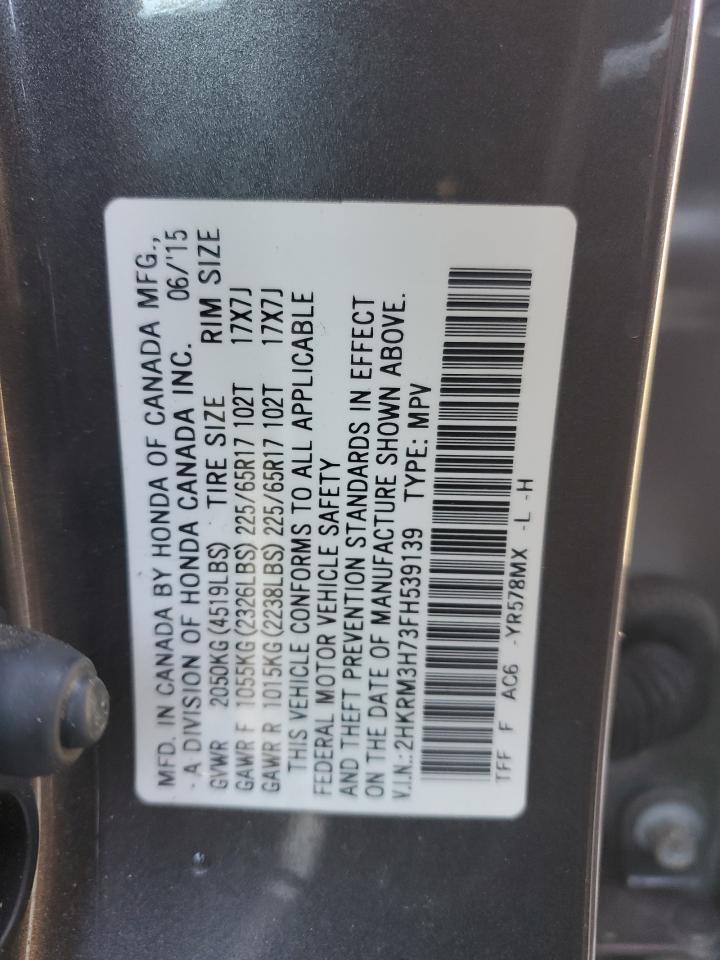 MFD. IN CANADA BY HONDA OF CANADA MFG.,
- A DIVISION OF HONDA CANADA INC. 06/'15
GVWR 2050KG(4519LBS) TIRE SIZE RIM SIZE
GAWR F 1055KG(2326LBS) 225/65R17 102T 17X7J
GAWR R 1015KG(2238LBS) 225/65R17 102T 17X7J
THIS VEHICLE CONFORMS TO ALL APPLICABLE
FEDERAL MOTOR VEHICLE SAFETY
AND THEFT PREVENTION STANDARDS IN EFFECT
ON THE DATE OF MANUFACTURE SHOWN ABOVE.
V.I.N.: 2HKRM3H73FH539139 TYPE: MPV
TFF F AC6 -YR578MX -L -H